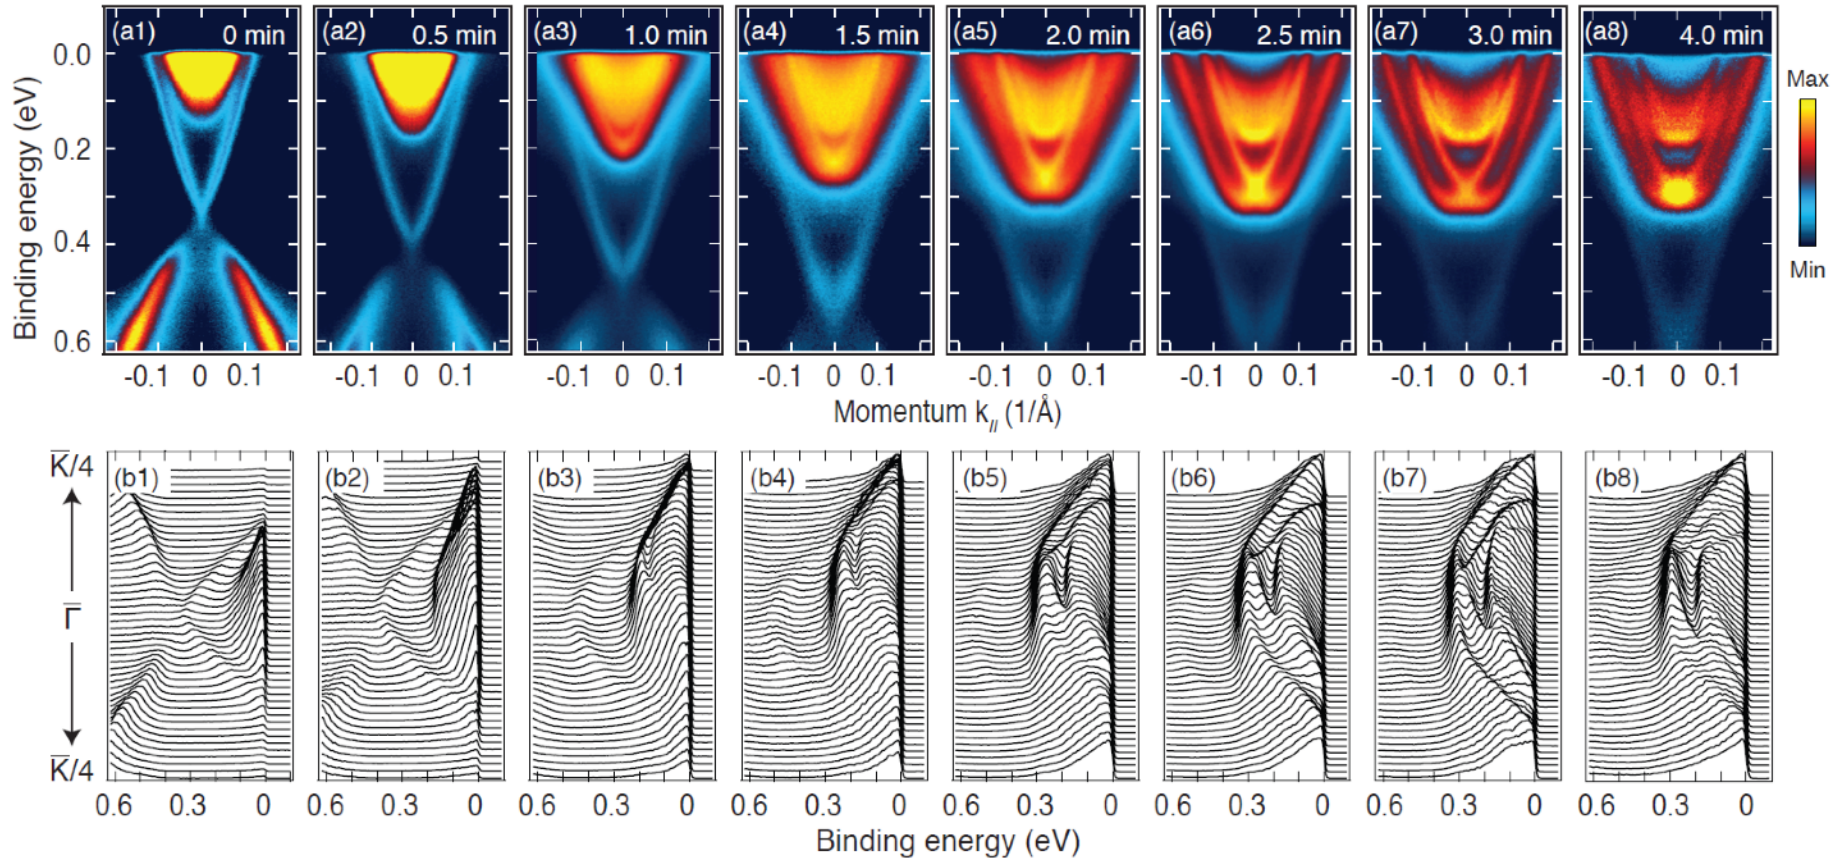 (a1) 0 min
(a2) 0.5 min
(a3) 1.0 min
(a4) 1.5 min
(a5) 2.0 min
(a6) 2.5 min
(a7) 3.0 min
(a8) 4.0 min
Binding energy (eV)
0.0
0.2
0.4
0.6
Max
Min
-0.1 0 0.1
-0.1 0 0.1
-0.1 0 0.1
-0.1 0 0.1
-0.1 0 0.1
-0.1 0 0.1
-0.1 0 0.1
-0.1 0 0.1
Momentum k// (1/Å)
K̅/4
Γ̅
K̅/4
(b1)
(b2)
(b3)
(b4)
(b5)
(b6)
(b7)
(b8)
0.6 0.3 0
0.6 0.3 0
0.6 0.3 0
0.6 0.3 0
0.6 0.3 0
0.6 0.3 0
0.6 0.3 0
0.6 0.3 0
Binding energy (eV)